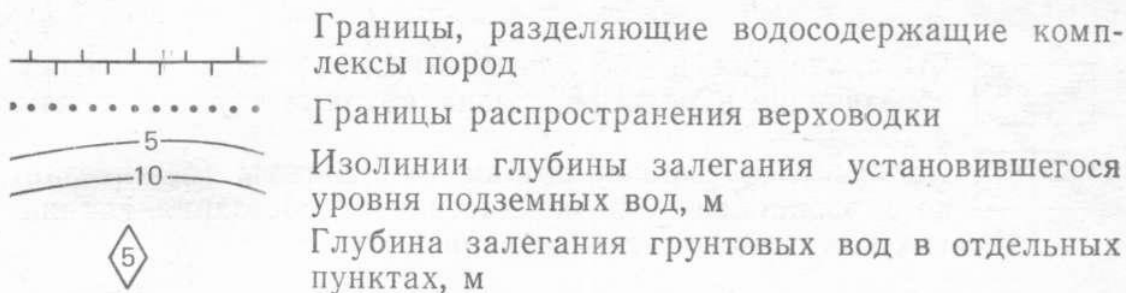 Границы, разделяющие водосодержащие комп-
лексы пород
Границы распространения верховодки
5
10
Изолинии глубины залегания установившегося
уровня подземных вод, м
5
Глубина залегания грунтовых вод в отдельных
пунктах, м